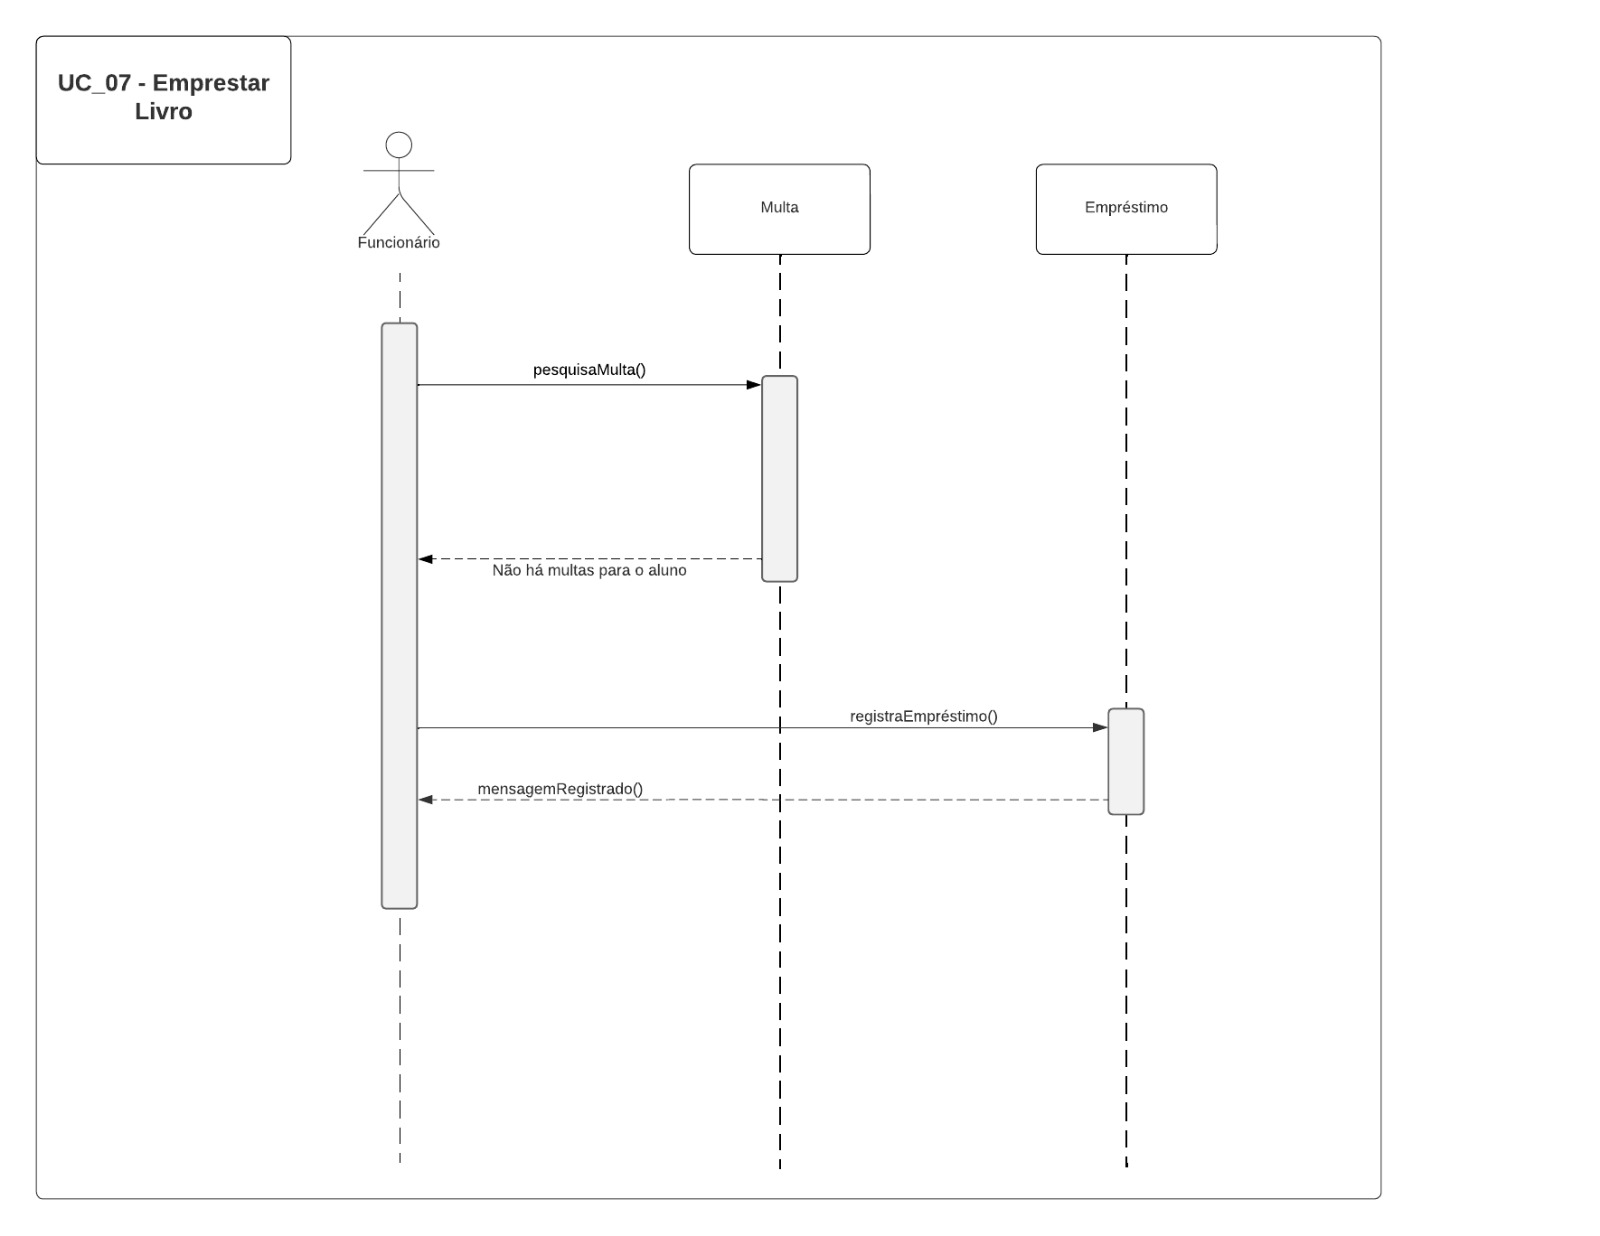 UC_07 - Emprestar
Livro
Funcionário
Multa
Empréstimo
pesquisaMulta()
Não há multas para o aluno
registraEmpréstimo()
mensagemRegistrado()